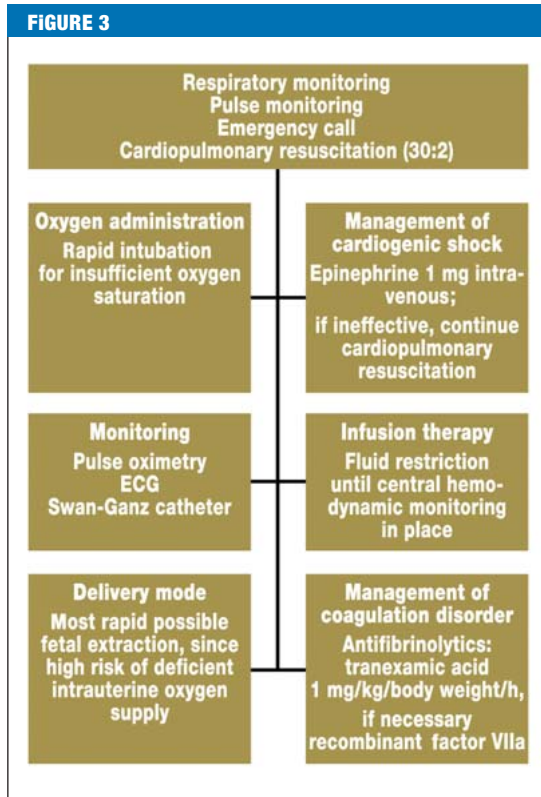 FiGURE 3
Respiratory monitoring
Pulse monitoring
Emergency call
Cardiopulmonary resuscitation (30:2)
Oxygen administration
Rapid intubation
for insufficient oxygen
saturation
Management of
cardiogenic shock
Epinephrine 1 mg intra-
venous;
if ineffective, continue
cardiopulmonary
resuscitation
Monitoring
Pulse oximetry
ECG
Swan-Ganz catheter
Infusion therapy
Fluid restriction
until central hemo-
dynamic monitoring
in place
Delivery mode
Most rapid possible
fetal extraction, since
high risk of deficient
intrauterine oxygen
supply
Management of
coagulation disorder
Antifibrinolytics:
tranexamic acid
1 mg/kg/body weight/h,
if necessary
recombinant factor VIIa